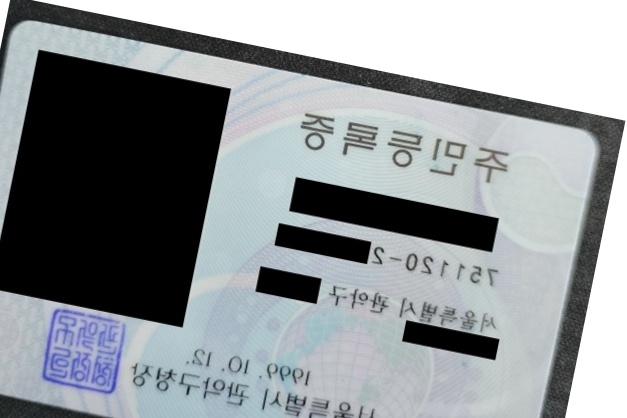 주민등록증
751120-2
서울특별시 관악구
1999. 10. 12.
서울특별시 관악구청장